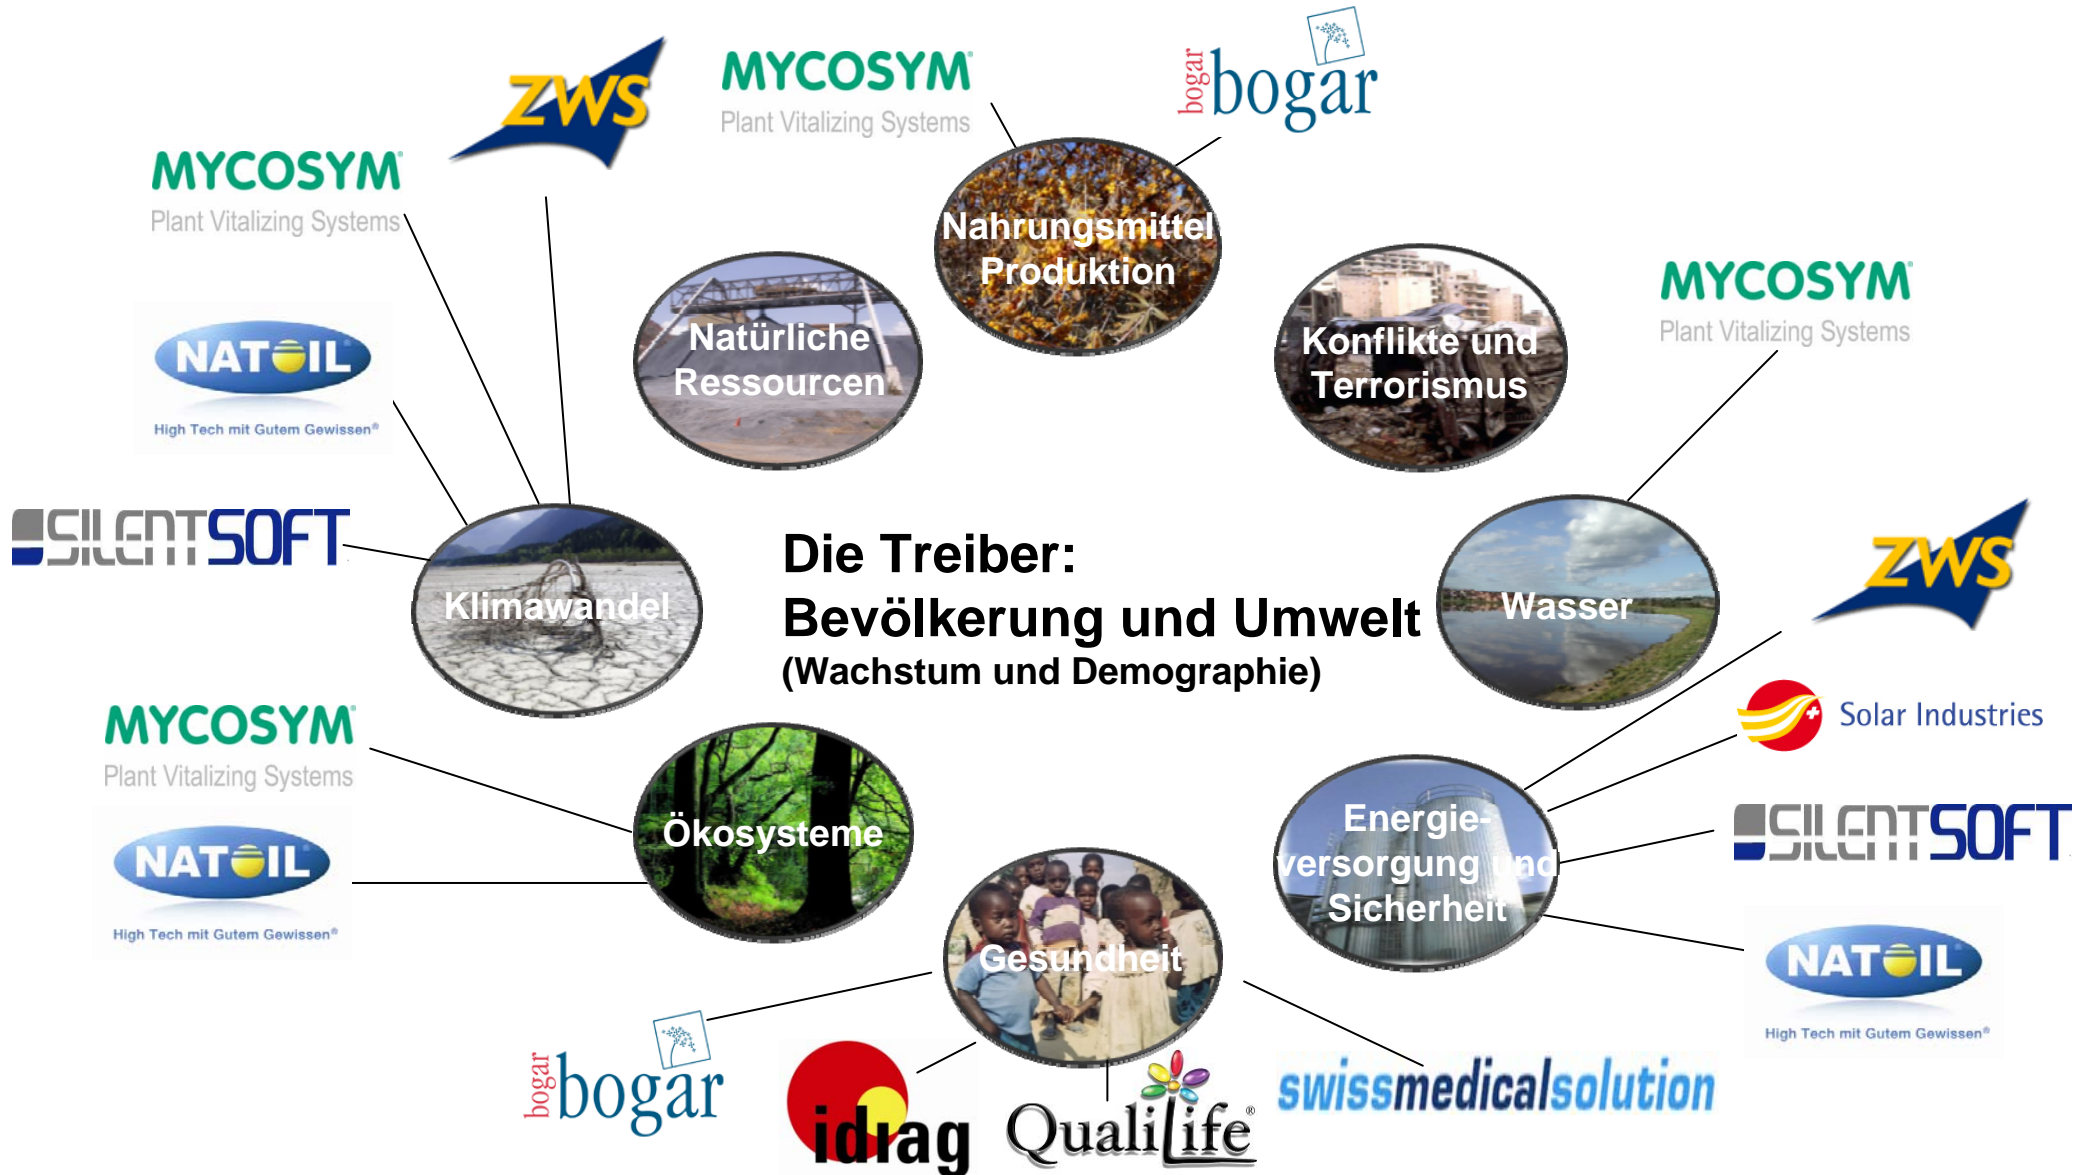 ZWS
MYCOSYM®
Plant Vitalizing Systems
bogar
bogar
MYCOSYM®
Plant Vitalizing Systems
Nahrungsmittel
Produktion
MYCOSYM®
Plant Vitalizing Systems
Natürliche
Ressourcen
Konflikte und
Terrorismus
NATOIL®
High Tech mit Gutem Gewissen®
SILENTSOFT
Klimawandel
Die Treiber:
Bevölkerung und Umwelt
(Wachstum und Demographie)
Wasser
ZWS
Solar Industries
MYCOSYM®
Plant Vitalizing Systems
Ökosysteme
Energie-
versorgung und
Sicherheit
SILENTSOFT
NATOIL®
High Tech mit Gutem Gewissen®
Gesundheit
NATOIL®
High Tech mit Gutem Gewissen®
bogar
bogar
idiag
QualiLife®
swissmedicalsolution